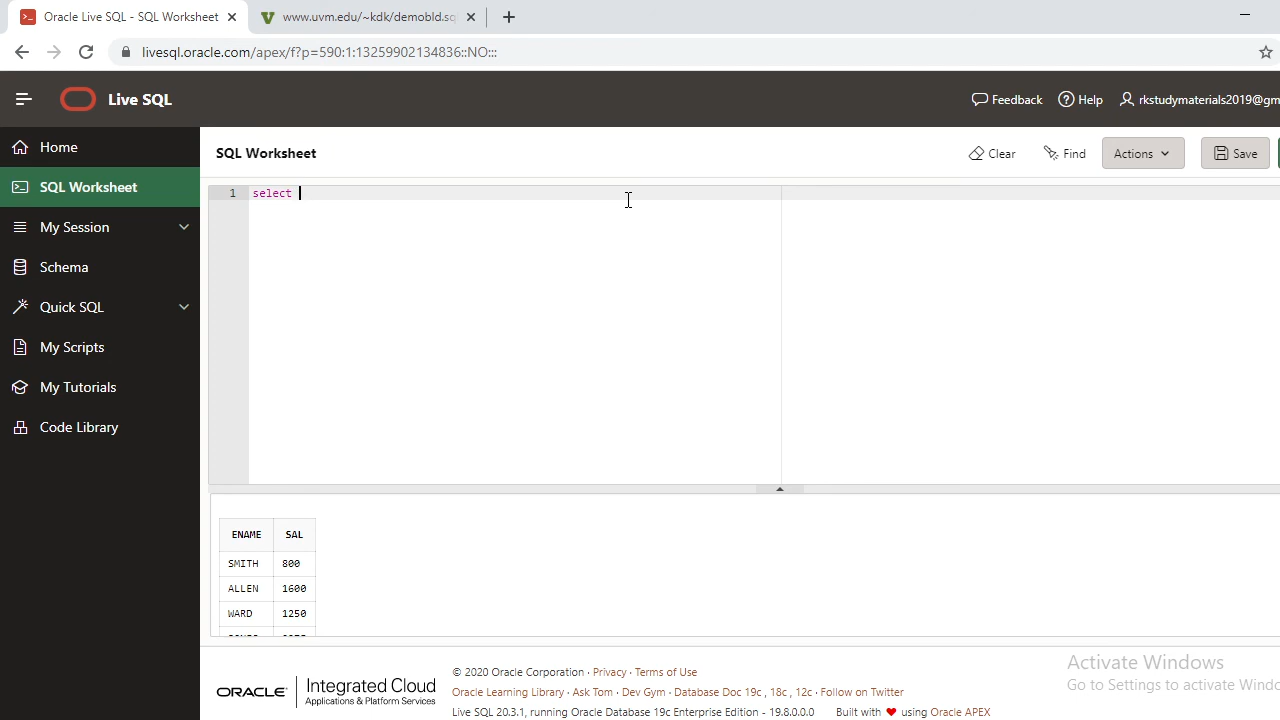 Oracle Live SQL - SQL Worksheet
www.uvm.edu/~kdk/demobld.sq
livesql.oracle.com/apex/f?p=590:1:13259902134836::NO:::
Live SQL
Feedback
Help
rkstudymaterials2019@gm
Home
SQL Worksheet
My Session
Schema
Quick SQL
My Scripts
My Tutorials
Code Library
SQL Worksheet
Clear
Find
Actions
Save
1 select
ENAME SAL
SMITH 800
ALLEN 1600
WARD 1250
ORACLE Integrated Cloud
Applications & Platform Services
© 2020 Oracle Corporation · Privacy · Terms of Use
Oracle Learning Library · Ask Tom · Dev Gym · Database Doc 19c, 18c, 12c · Follow on Twitter
Live SQL 20.3.1, running Oracle Database 19c Enterprise Edition - 19.8.0.0.0 Built with ❤ using Oracle APEX
Activate Windows
Go to Settings to activate Windo